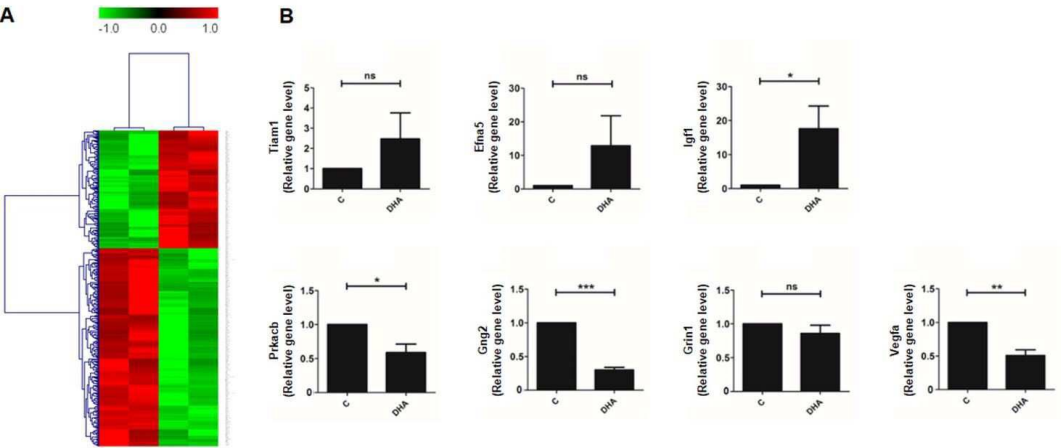 A
-1.0 0.0 1.0
B
ns
Tiam1
(Relative gene level)
5
4
3
2
1
0
C DHA
ns
Efna5
(Relative gene level)
30
20
10
0
C DHA
*
Igf1
(Relative gene level)
30
20
10
0
C DHA
*
Prkacb
(Relative gene level)
1.5
1.0
0.5
0
C DHA
***
Gng2
(Relative gene level)
1.5
1.0
0.5
0
C DHA
ns
Grin1
(Relative gene level)
1.5
1.0
0.5
0
C DHA
**
Vegfa
(Relative gene level)
1.5
1.0
0.5
0
C DHA